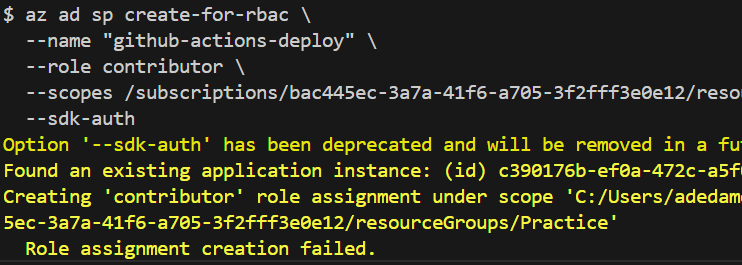 $ az ad sp create-for-rbac \
  --name "github-actions-deploy" \
  --role contributor \
  --scopes /subscriptions/bac445ec-3a7a-41f6-a705-3f2fff3e0e12/reso
  --sdk-auth
Option '--sdk-auth' has been deprecated and will be removed in a fu
Found an existing application instance: (id) c390176b-ef0a-472c-a5f
Creating 'contributor' role assignment under scope 'C:/Users/adedam
5ec-3a7a-41f6-a705-3f2fff3e0e12/resourceGroups/Practice'
  Role assignment creation failed.